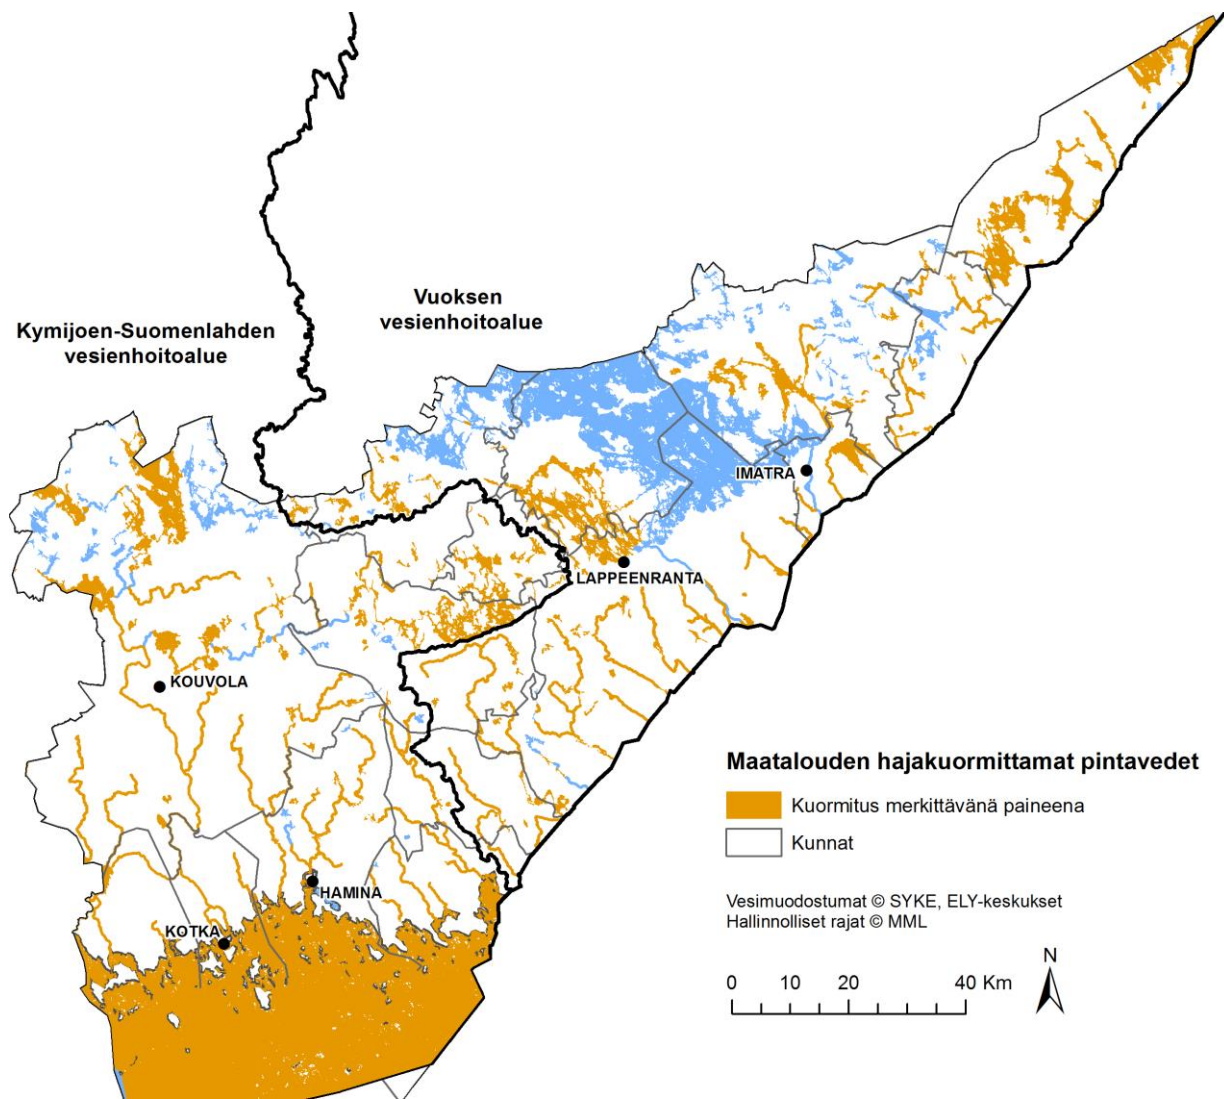 Kymijoen-Suomenlahden
vesienhoitoalue
Vuoksen
vesienhoitoalue
IMATRA
LAPPEENRANTA
KOUVOLA
HAMINA
KOTKA
Maatalouden hajakuormittamat pintavedet
Kuormitus merkittävänä paineena
Kunnat
Vesimuodostumat © SYKE, ELY-keskukset
Hallinnolliset rajat © MML
0 10 20 40 Km
N